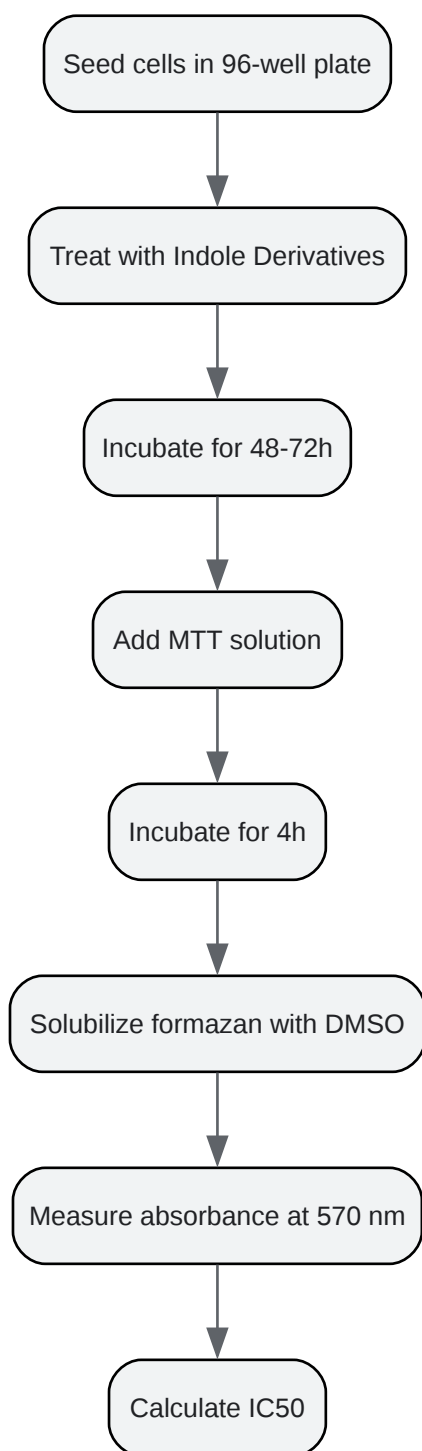 Seed cells in 96-well plate
Treat with Indole Derivatives
Incubate for 48-72h
Add MTT solution
Incubate for 4h
Solubilize formazan with DMSO
Measure absorbance at 570 nm
Calculate IC50